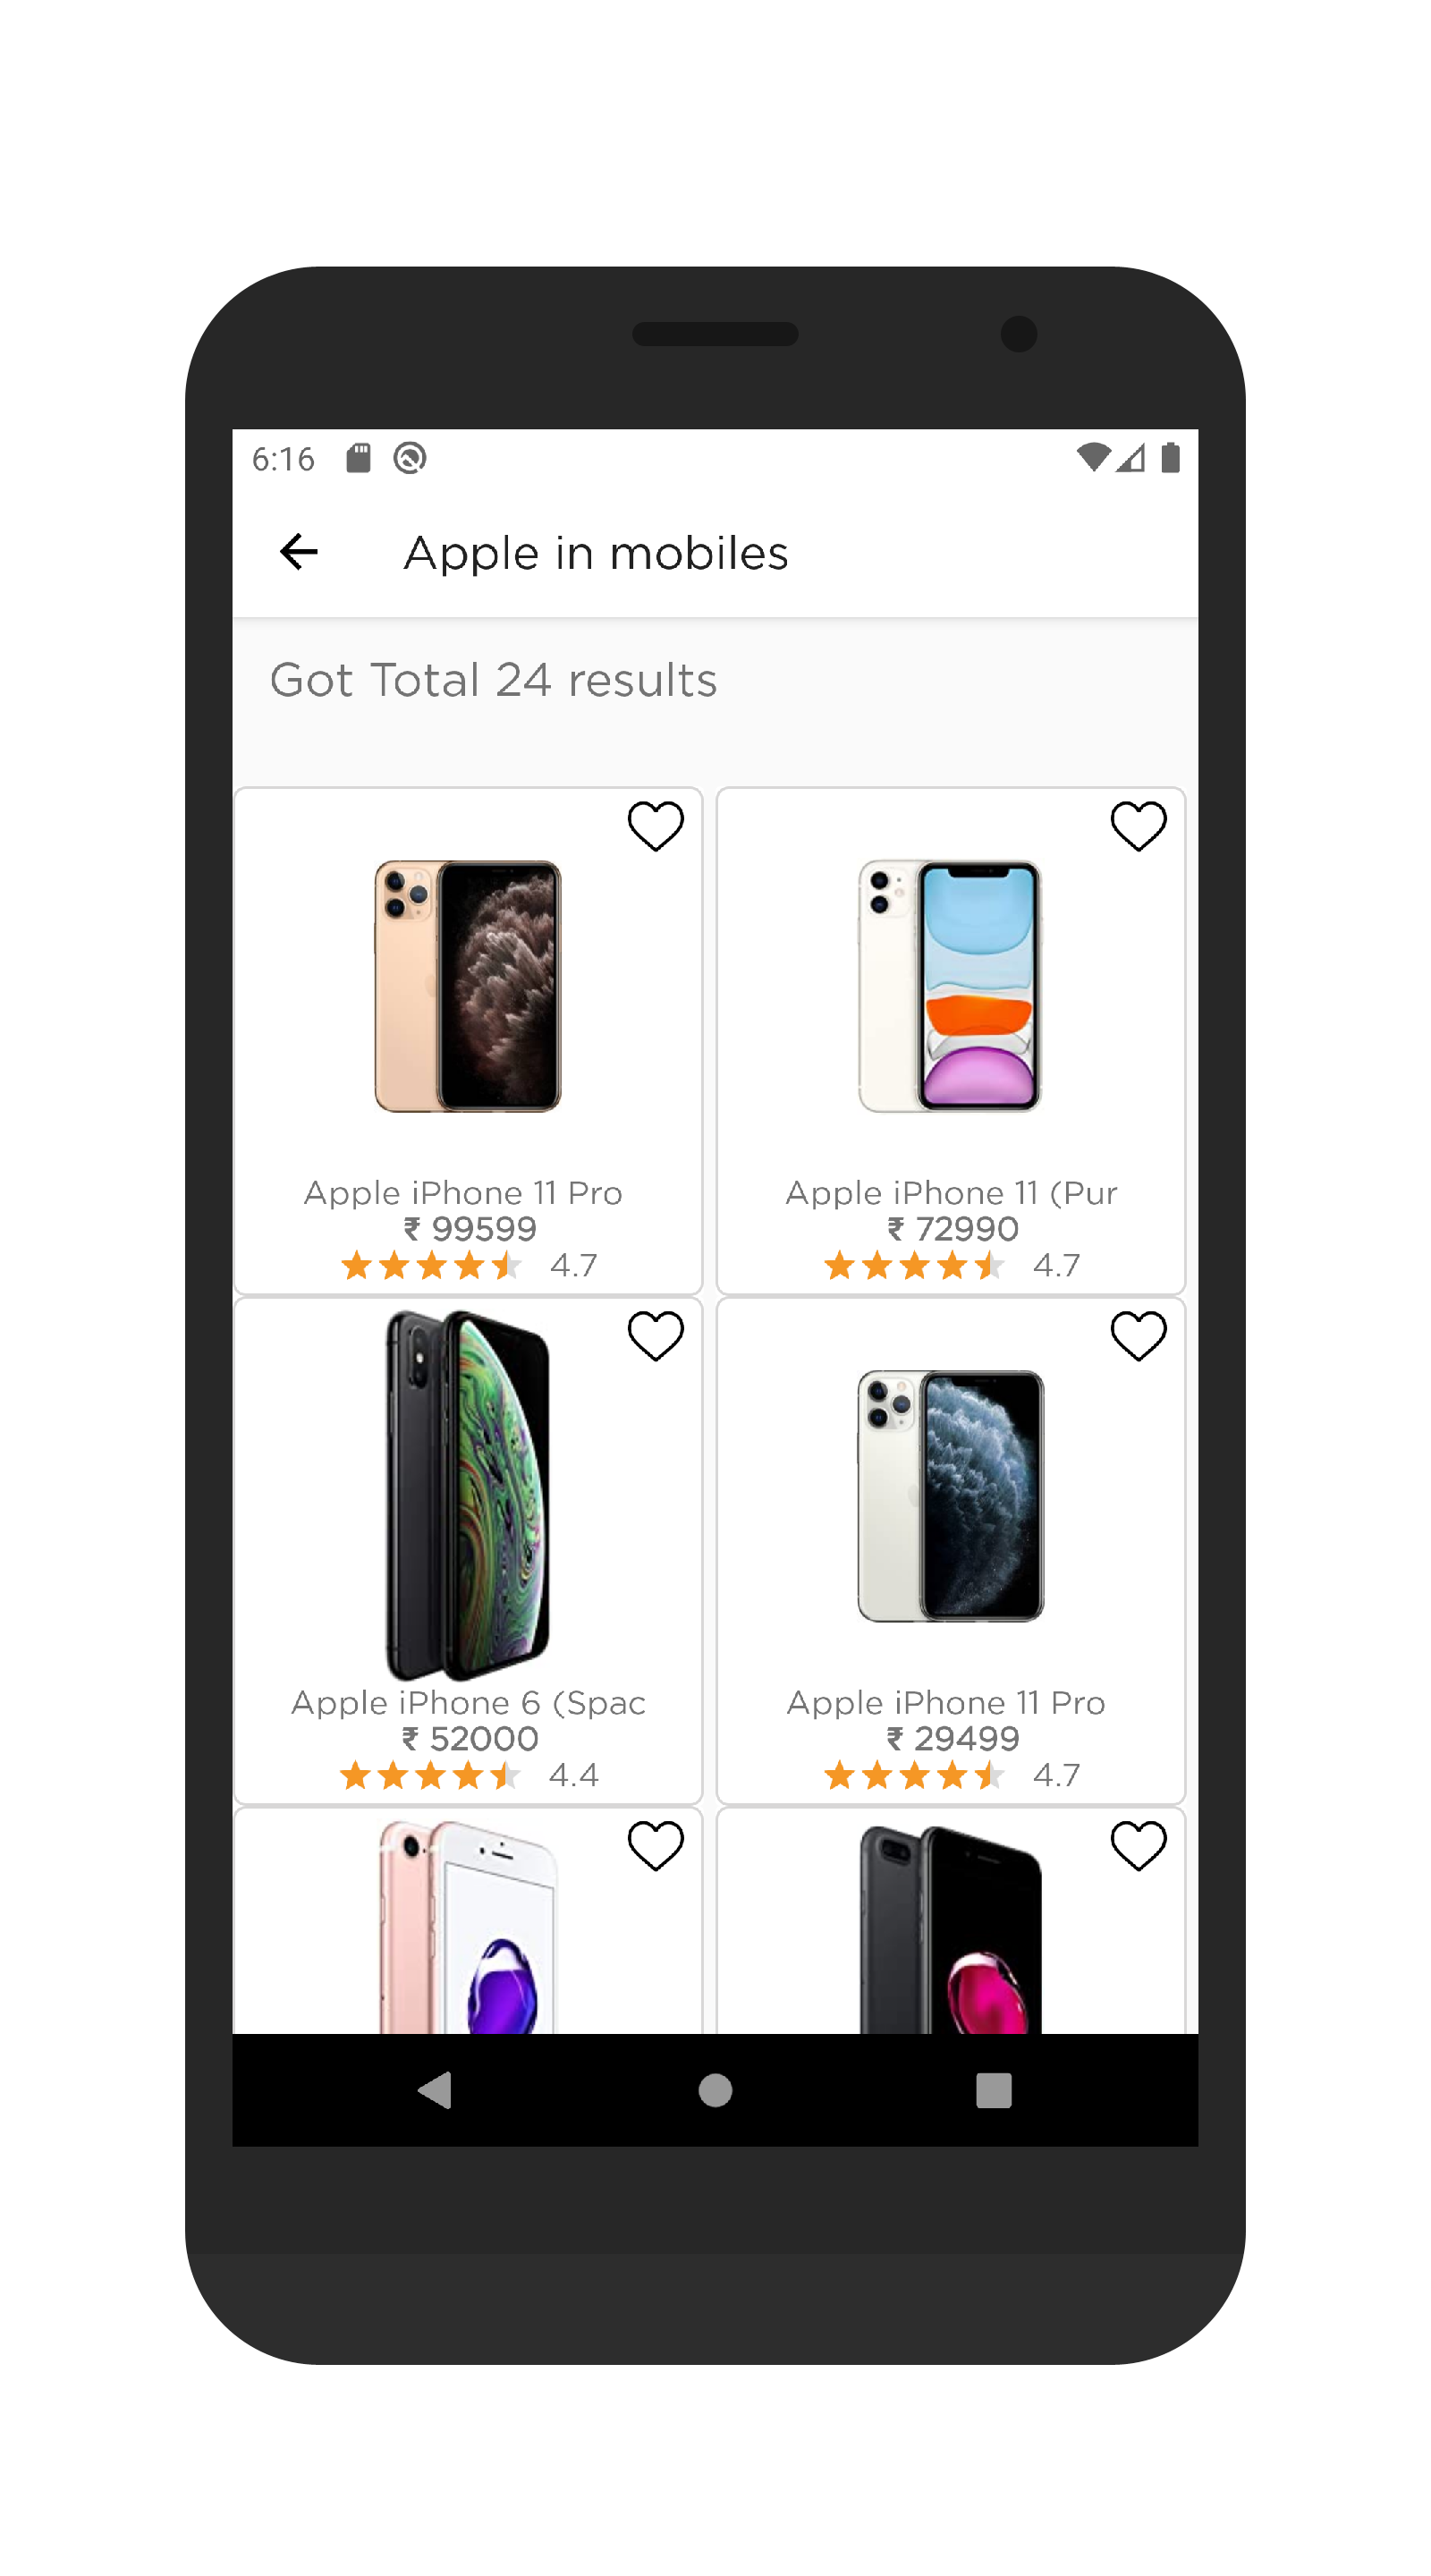 6:16
Apple in mobiles
Got Total 24 results
Apple iPhone 11 Pro
₹ 99599
4.7
Apple iPhone 11 (Pur
₹ 72990
4.7
Apple iPhone 6 (Spac
₹ 52000
4.4
Apple iPhone 11 Pro
₹ 29499
4.7